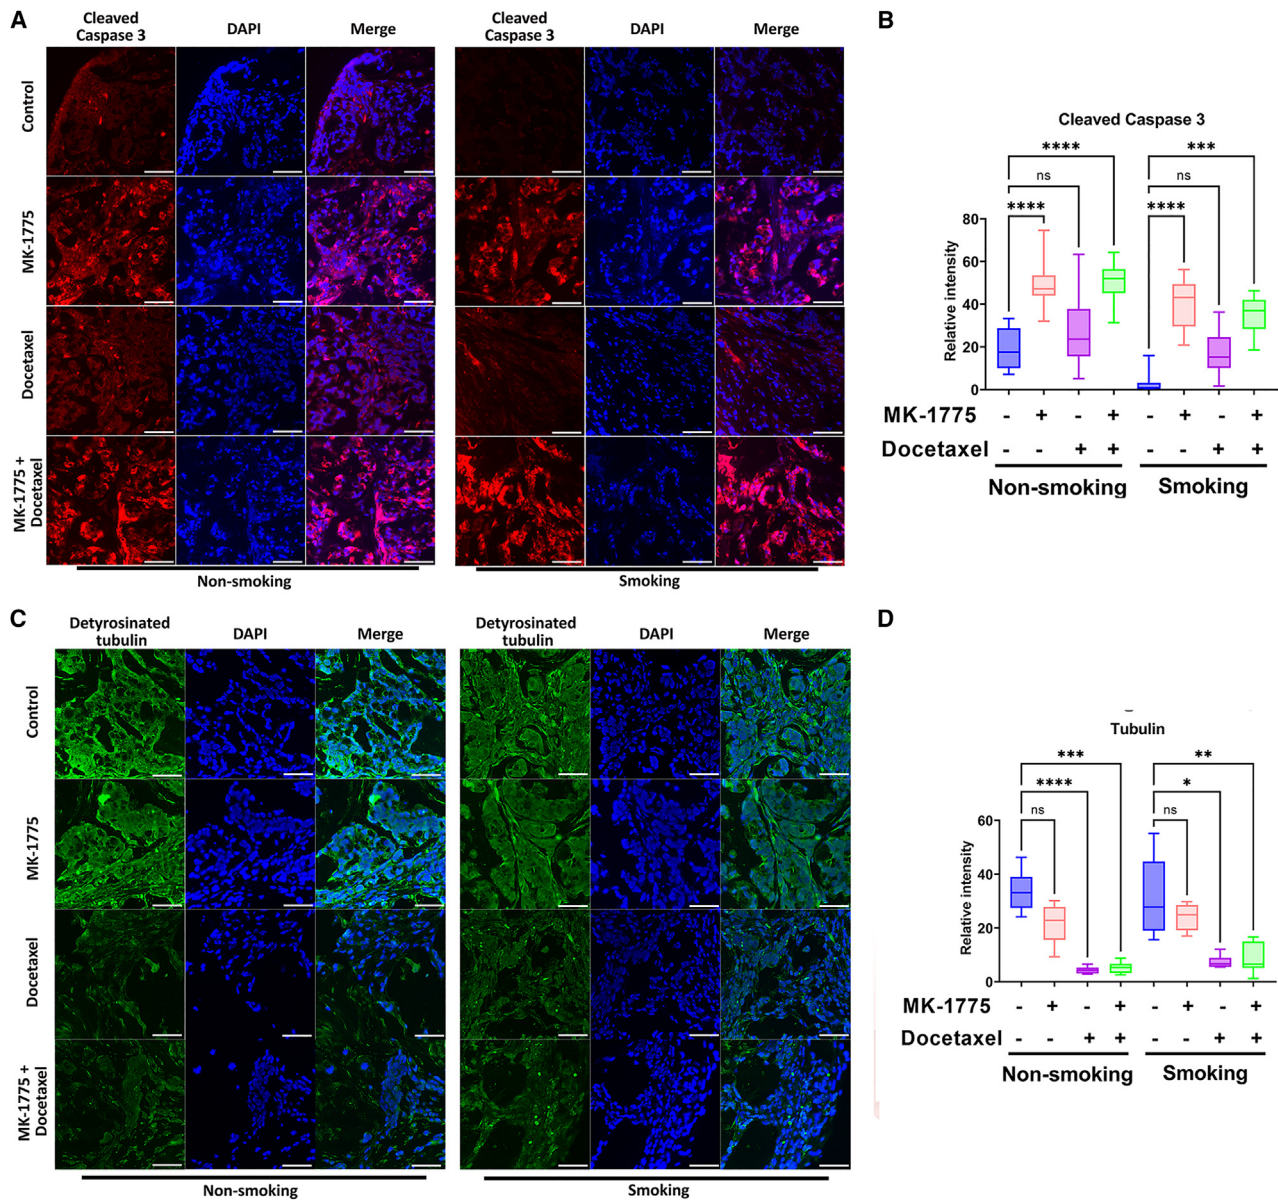 A
Cleaved
Caspase 3
DAPI
Merge
Cleaved
Caspase 3
DAPI
Merge
Control
MK-1775
Docetaxel
MK-1775 +
Docetaxel
Non-smoking
Smoking
B
Cleaved Caspase 3
**** ***
ns ns
**** ****
Relative intensity
80
60
40
20
0
MK-1775 - + - + - + - +
Docetaxel - - + + - - + +
Non-smoking Smoking
C
Detyrosinated
tubulin
DAPI
Merge
Detyrosinated
tubulin
DAPI
Merge
Control
MK-1775
Docetaxel
MK-1775 +
Docetaxel
Non-smoking
Smoking
D
Tubulin
*** **
**** *
ns ns
Relative intensity
60
40
20
0
MK-1775 - + - + - + - +
Docetaxel - - + + - - + +
Non-smoking Smoking